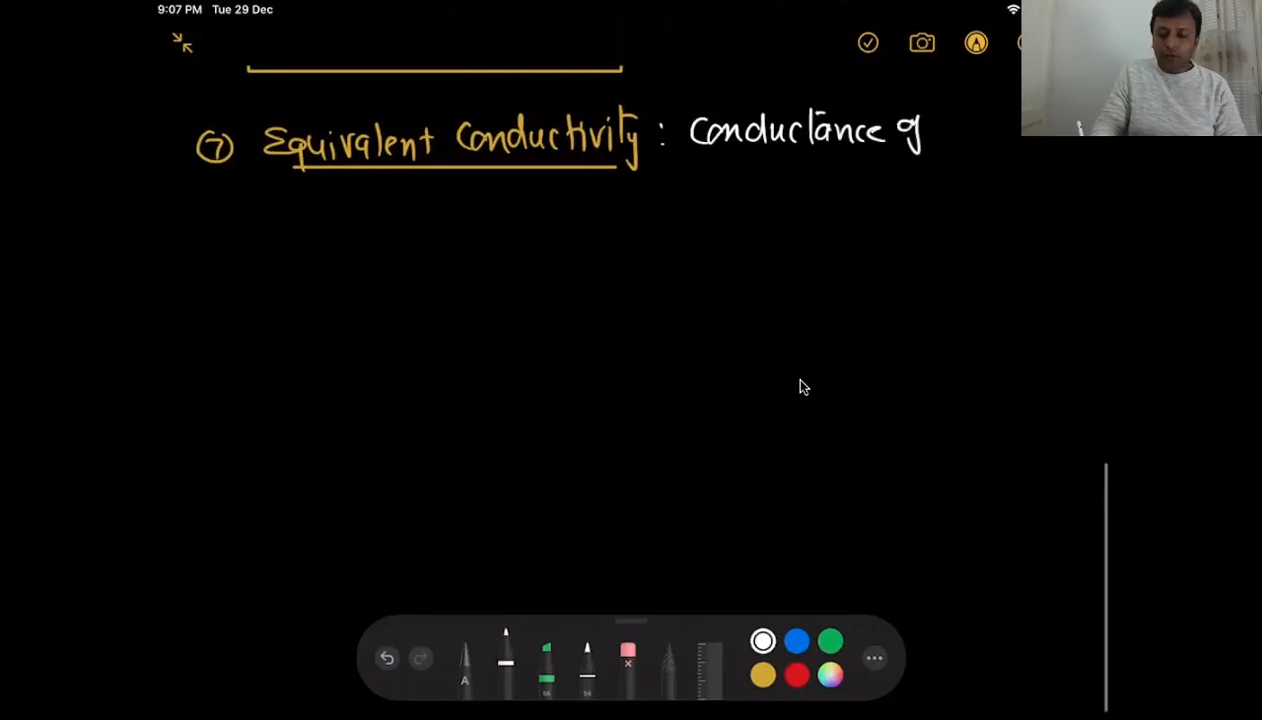 9:07 PM Tue 29 Dec
⑦ Equivalent Conductivity : Conductance of
A